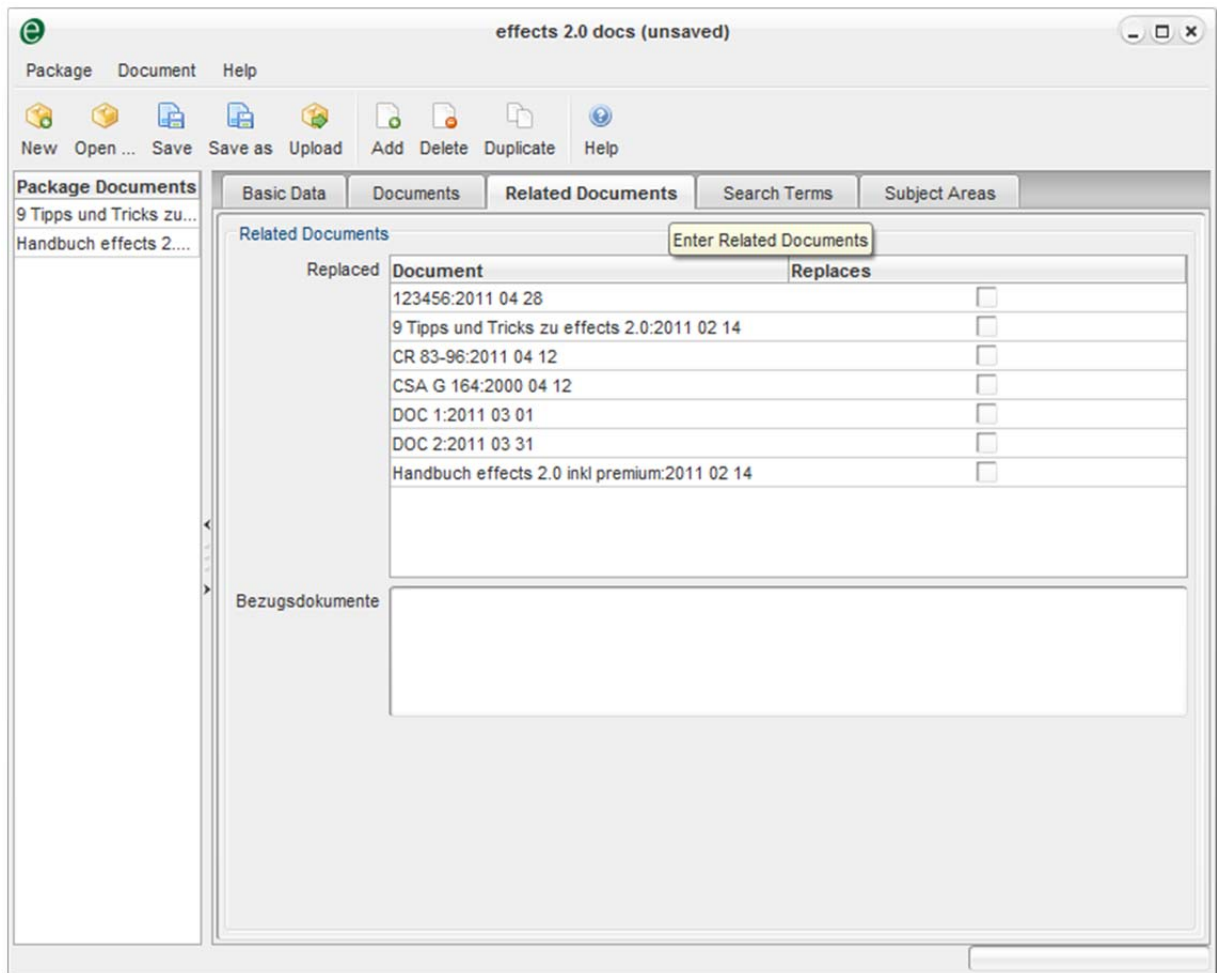 effects 2.0 docs (unsaved)
Package Document Help
New Open ... Save Save as Upload Add Delete Duplicate Help
Package Documents
9 Tipps und Tricks zu...
Handbuch effects 2....
Basic Data Documents Related Documents Search Terms Subject Areas
Related Documents
Enter Related Documents
Replaced Document Replaces
123456:2011 04 28
9 Tipps und Tricks zu effects 2.0:2011 02 14
CR 83-96:2011 04 12
CSA G 164:2000 04 12
DOC 1:2011 03 01
DOC 2:2011 03 31
Handbuch effects 2.0 inkl premium:2011 02 14
Bezugsdokumente